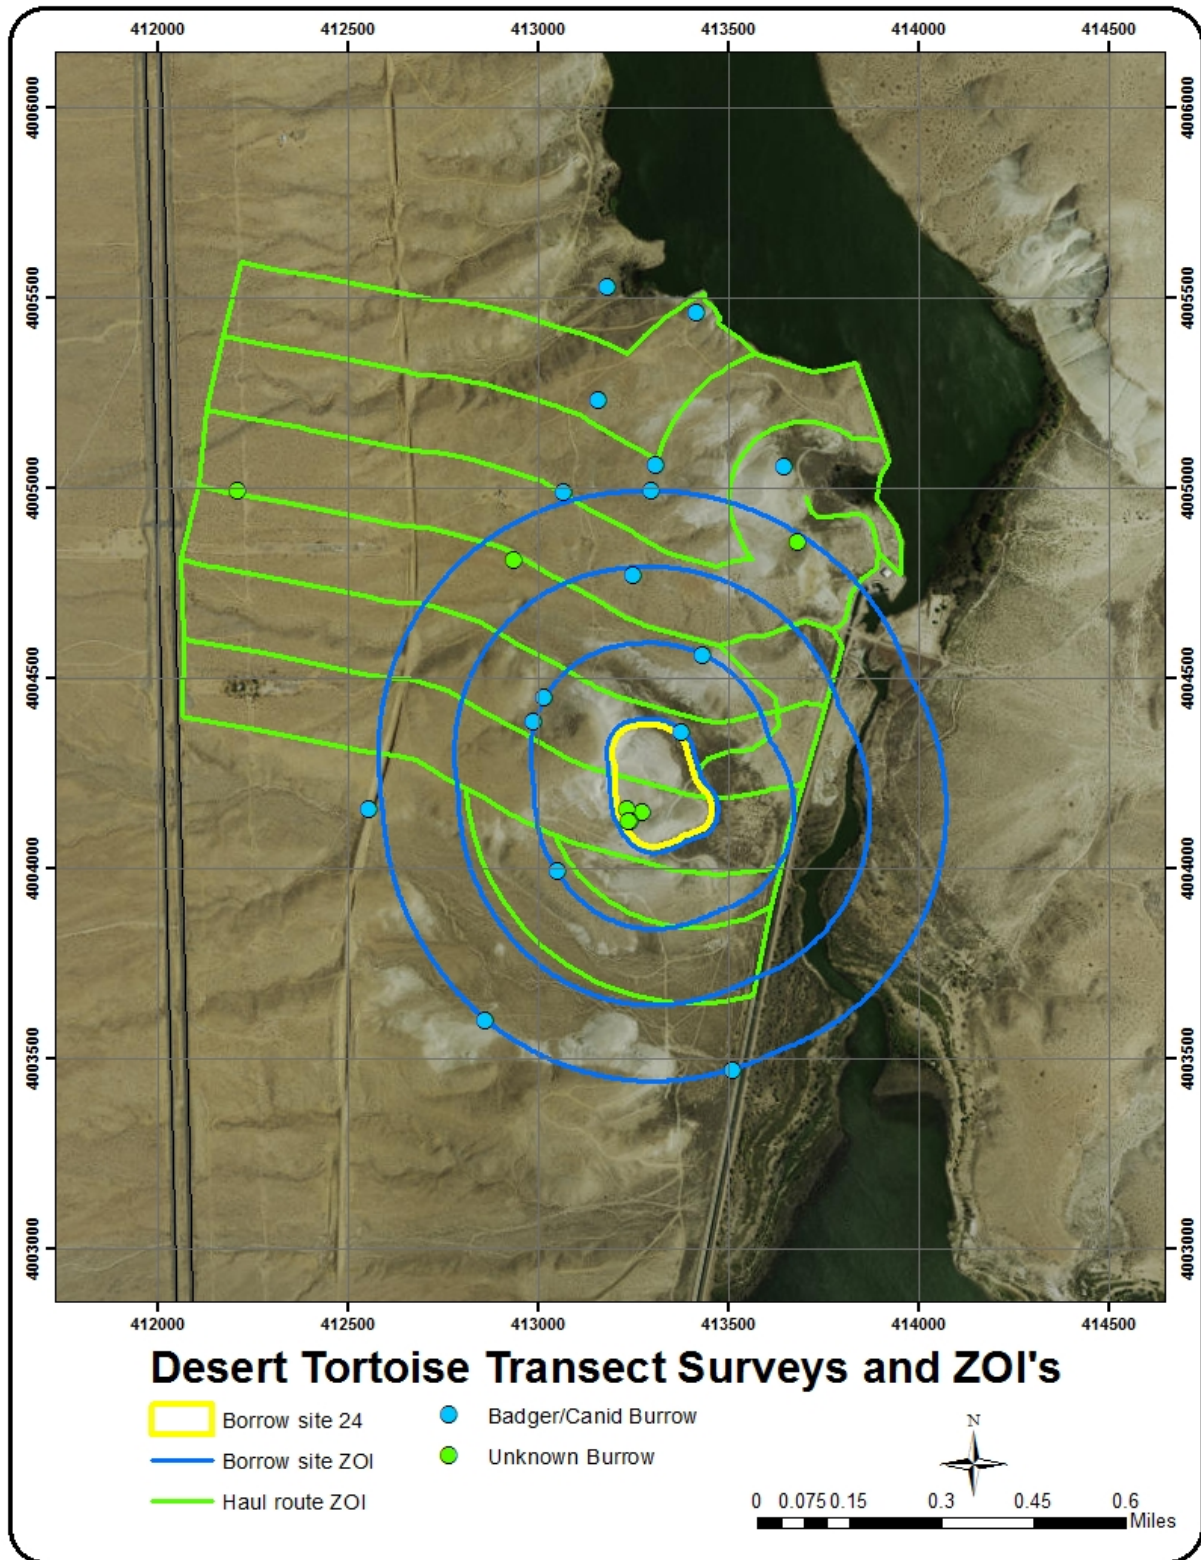 412000 412500 413000 413500 414000 414500
4006000 4006000
4005500 4005500
4005000 4005000
4004500 4004500
4004000 4004000
4003500 4003500
4003000 4003000
412000 412500 413000 413500 414000 414500
Desert Tortoise Transect Surveys and ZOI's
Borrow site 24
Borrow site ZOI
Haul route ZOI
Badger/Canid Burrow
Unknown Burrow
N
0 0.075 0.15 0.3 0.45 0.6
Miles